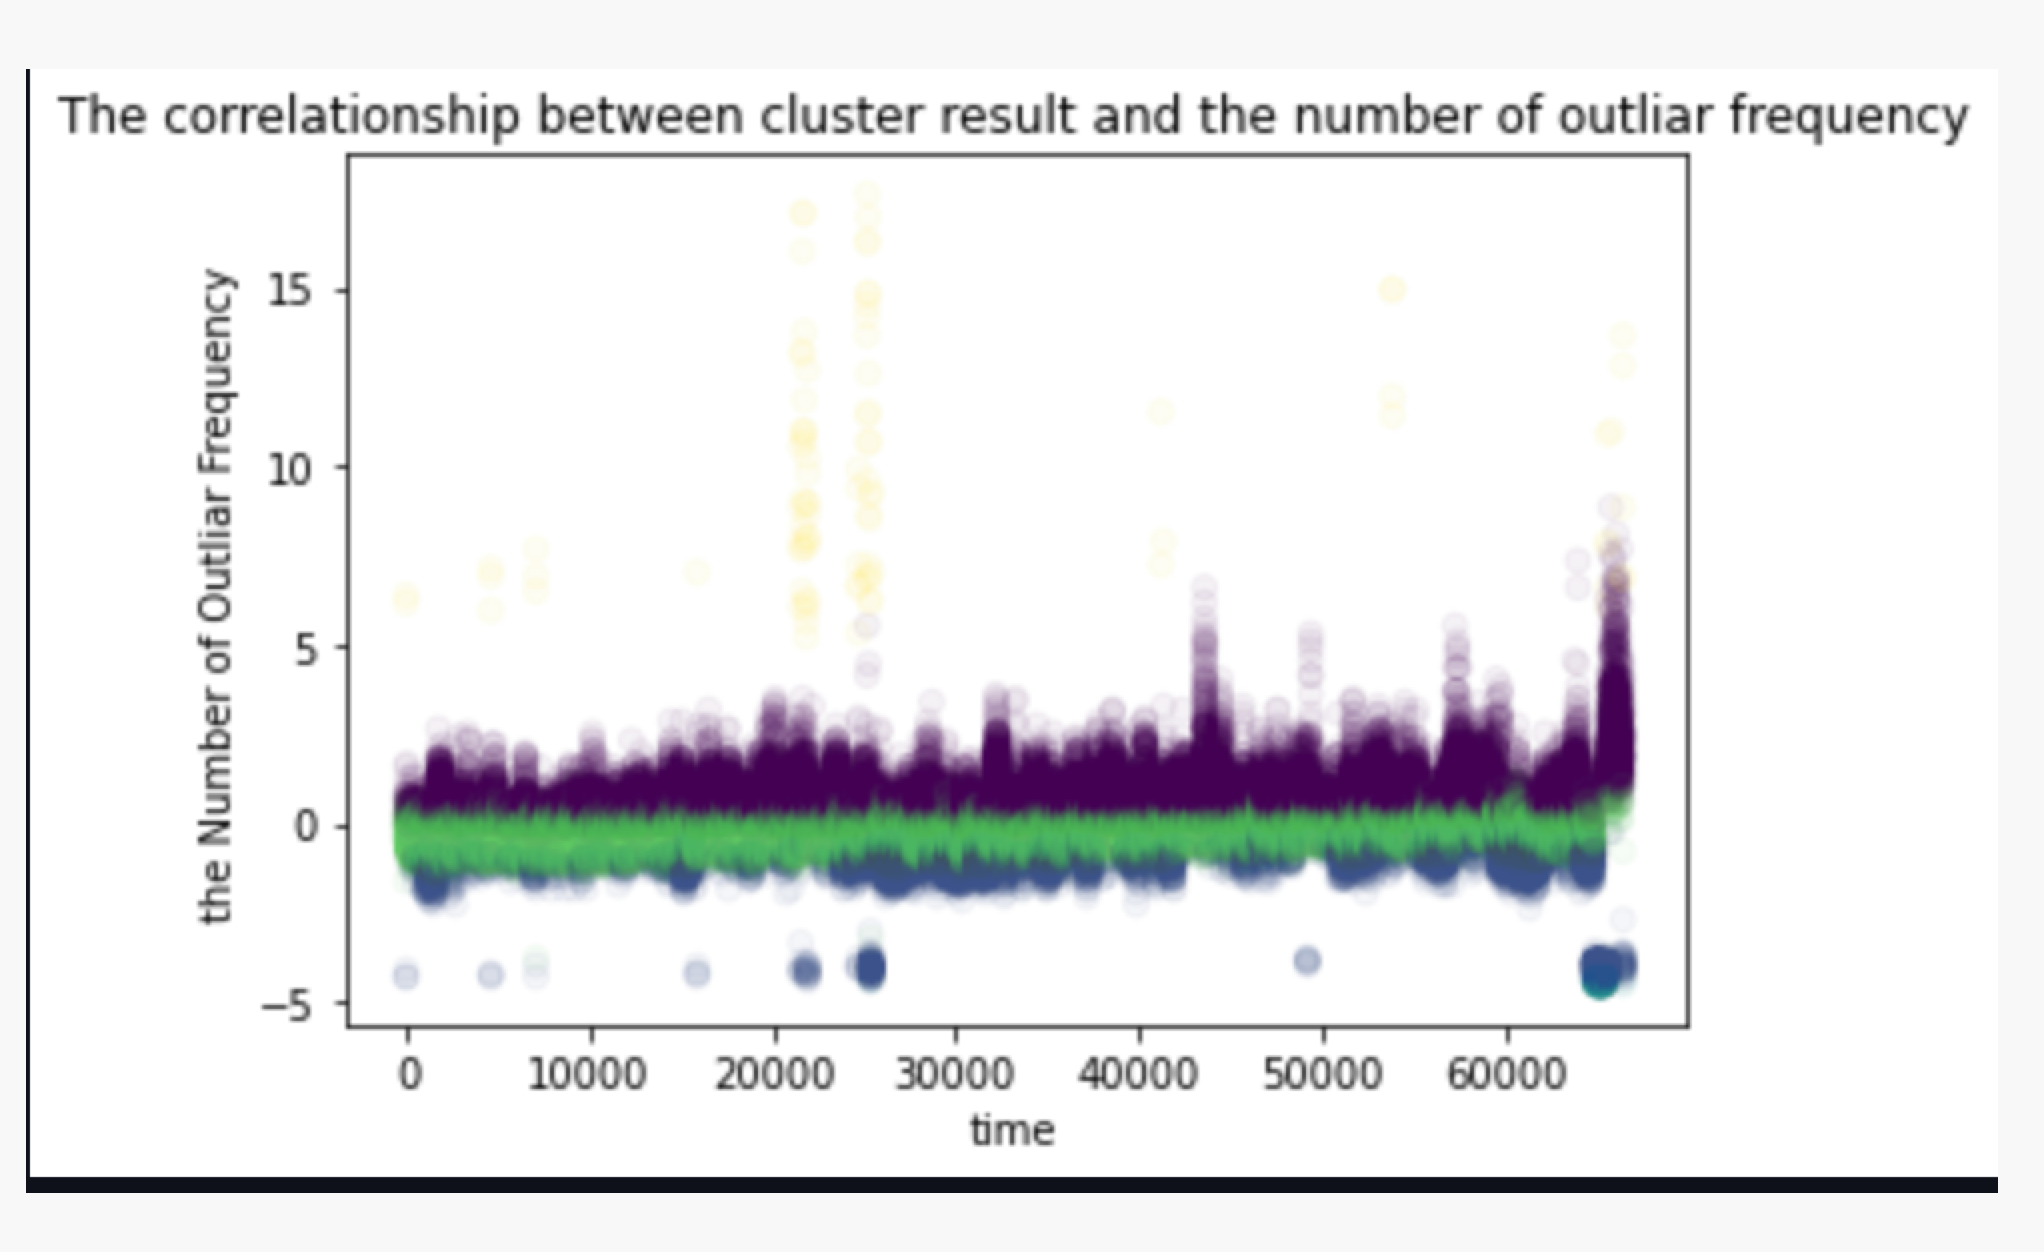 The correlationship between cluster result and the number of outliar frequency
the Number of Outliar Frequency
15
10
5
0
−5
0 10000 20000 30000 40000 50000 60000
time